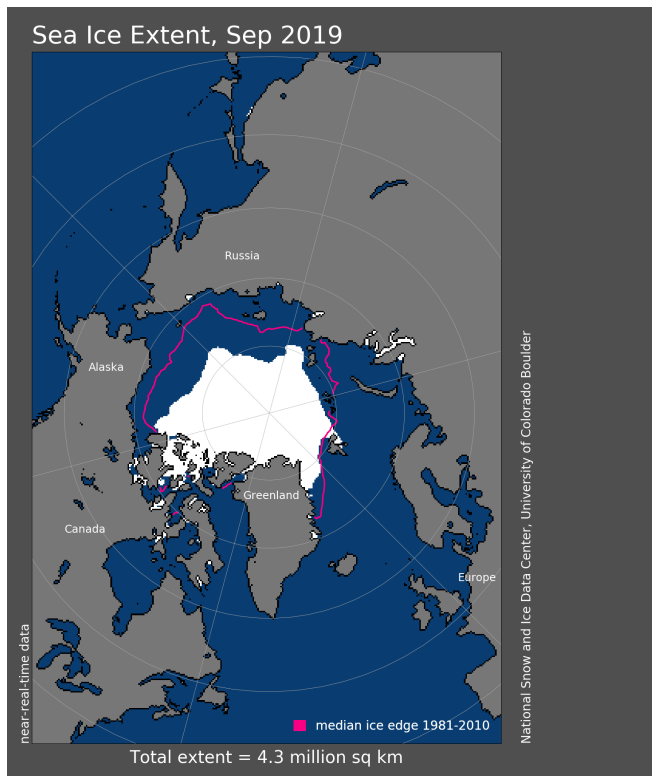 Sea Ice Extent, Sep 2019
Russia
Alaska
Greenland
Canada
Europe
near-real-time data
National Snow and Ice Data Center, University of Colorado Boulder
median ice edge 1981-2010
Total extent = 4.3 million sq km